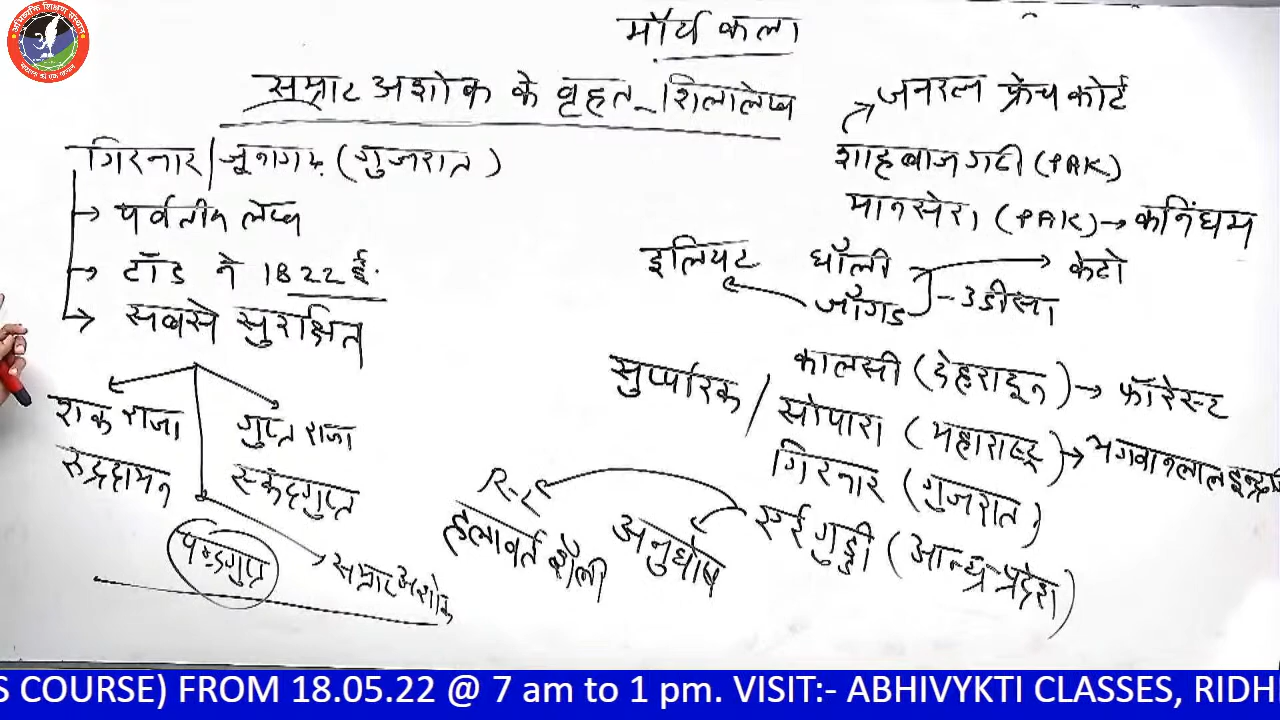 मौर्य कला
सम्राट अशोक के वृहत-शिलालेख
गिरनार/जूनागढ़ (गुजरात)
→ पर्वतीय लेख
→ टॉड ने 1822 ई.
→ सबसे सुरक्षित
शक राजा
रुद्रदामन
गुप्त राजा
स्कंदगुप्त
चन्द्रगुप्त
सम्राट अशोक
जनरल फ्रेंच कोर्ट
शाहबाजगढी (PAK)
मानसेरा (PAK) → कनिंघम
इलियट धौली → केटो
जौगड - उडीसा
कालसी (देहरादून) → फॉरेस्ट
सुर्प्पारक / सोपारा (महाराष्ट्र) → भगवानलाल
गिरनार (गुजरात)
एर्रगुड्डी (आन्ध्र-प्रदेश)
R-L
हलावर्त शैली
अनुघोष
S COURSE) FROM 18.05.22 @ 7 am to 1 pm. VISIT:- ABHIVYKTI CLASSES, RIDH